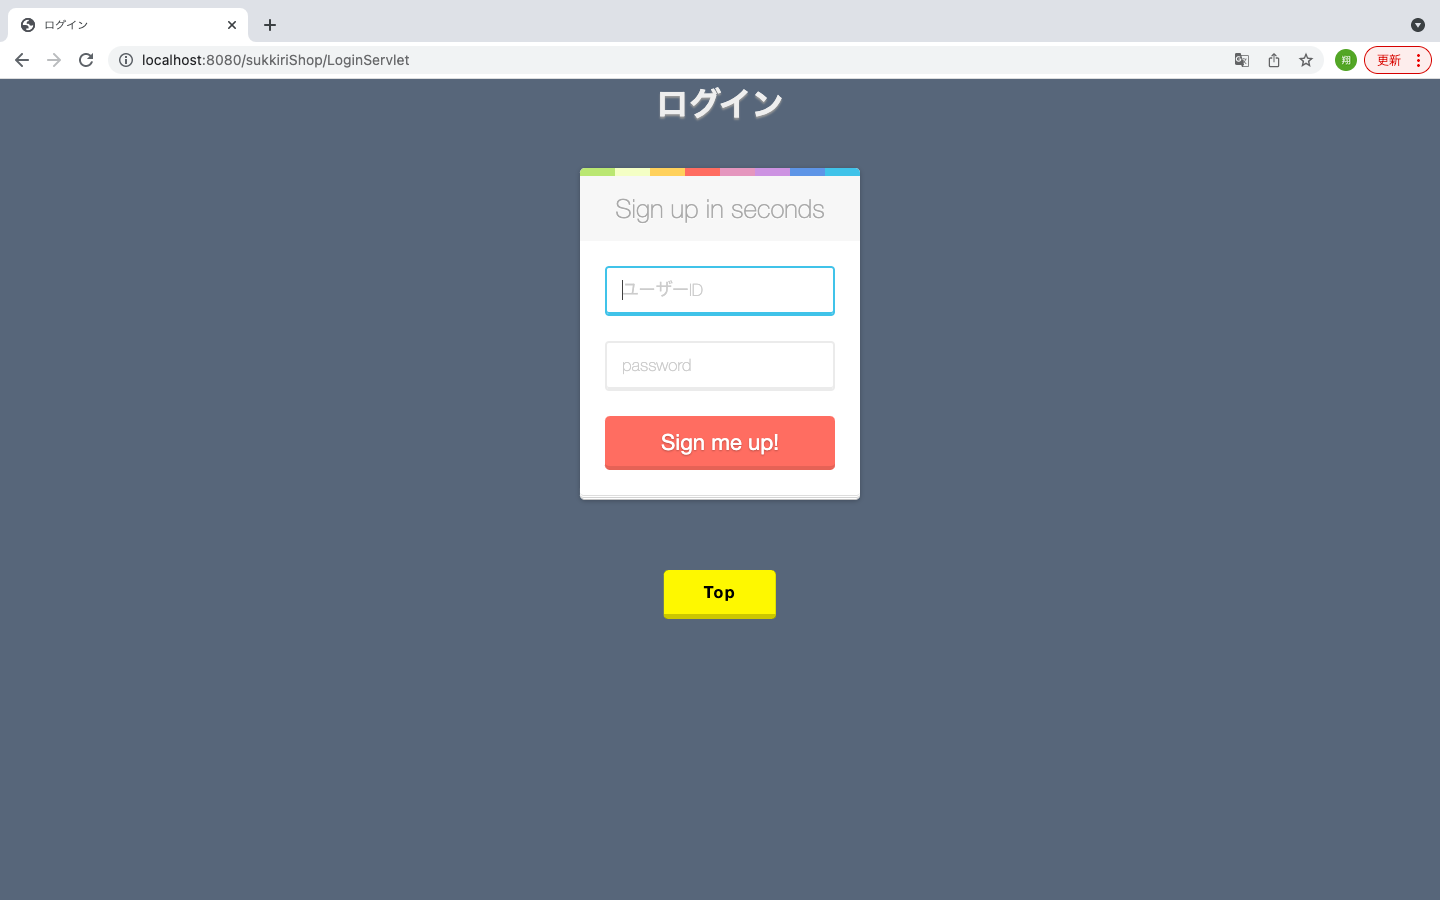 ログイン
localhost:8080/sukkiriShop/LoginServlet
翔
更新
ログイン
Sign up in seconds
ユーザーID
password
Sign me up!
Top